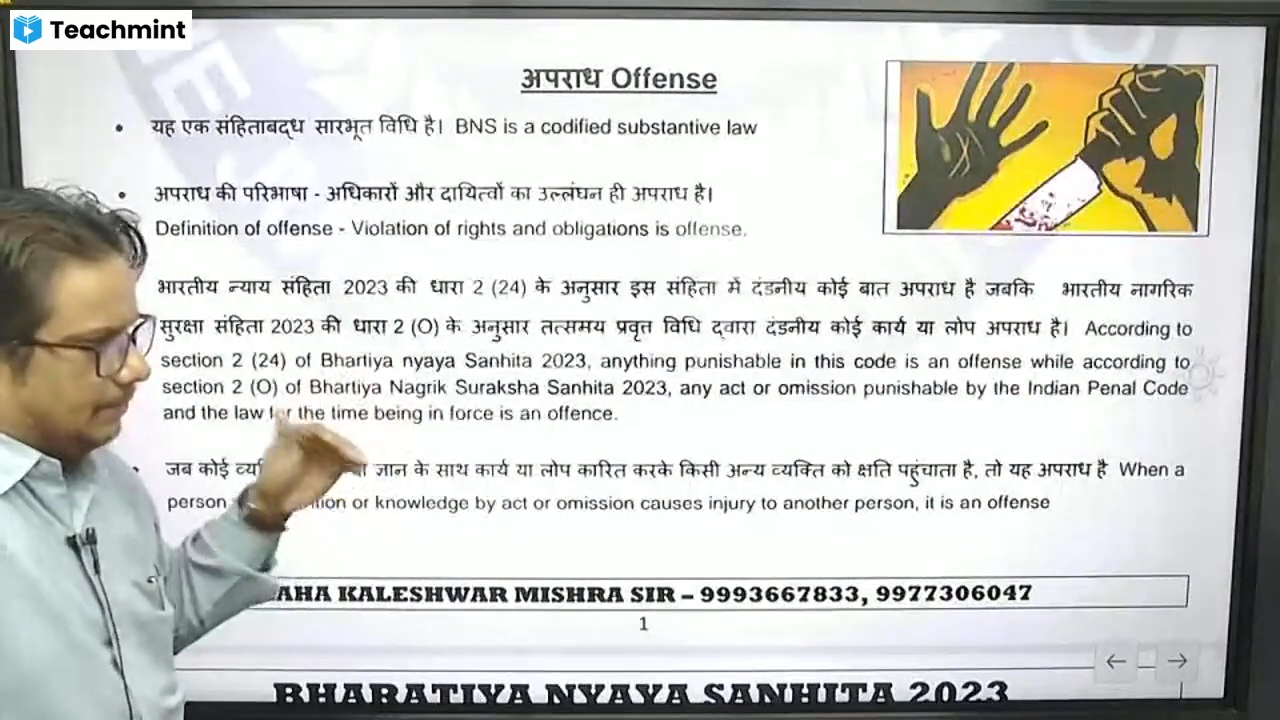 Teachmint
अपराध Offense
• यह एक संहिताबद्ध सारभूत विधि है। BNS is a codified substantive law
• अपराध की परिभाषा - अधिकारों और दायित्वों का उल्लंघन ही अपराध है।
Definition of offense - Violation of rights and obligations is offense.
भारतीय न्याय संहिता 2023 की धारा 2 (24) के अनुसार इस संहिता में दंडनीय कोई बात अपराध है जबकि भारतीय नागरिक
सुरक्षा संहिता 2023 की धारा 2 (O) के अनुसार तत्समय प्रवृत विधि द्वारा दंडनीय कोई कार्य या लोप अपराध है। According to
section 2 (24) of Bhartiya nyaya Sanhita 2023, anything punishable in this code is an offense while according to
section 2 (O) of Bhartiya Nagrik Suraksha Sanhita 2023, any act or omission punishable by the Indian Penal Code
and the law for the time being in force is an offence.
• जब कोई ज्ञान के साथ कार्य या लोप कारित करके किसी अन्य व्यक्ति को क्षति पहुंचाता है, तो यह अपराध है When a
person or knowledge by act or omission causes injury to another person, it is an offense
KALESHWAR MISHRA SIR – 9993667833, 9977306047
1
BHARATIYA NYAYA SANHITA 2023